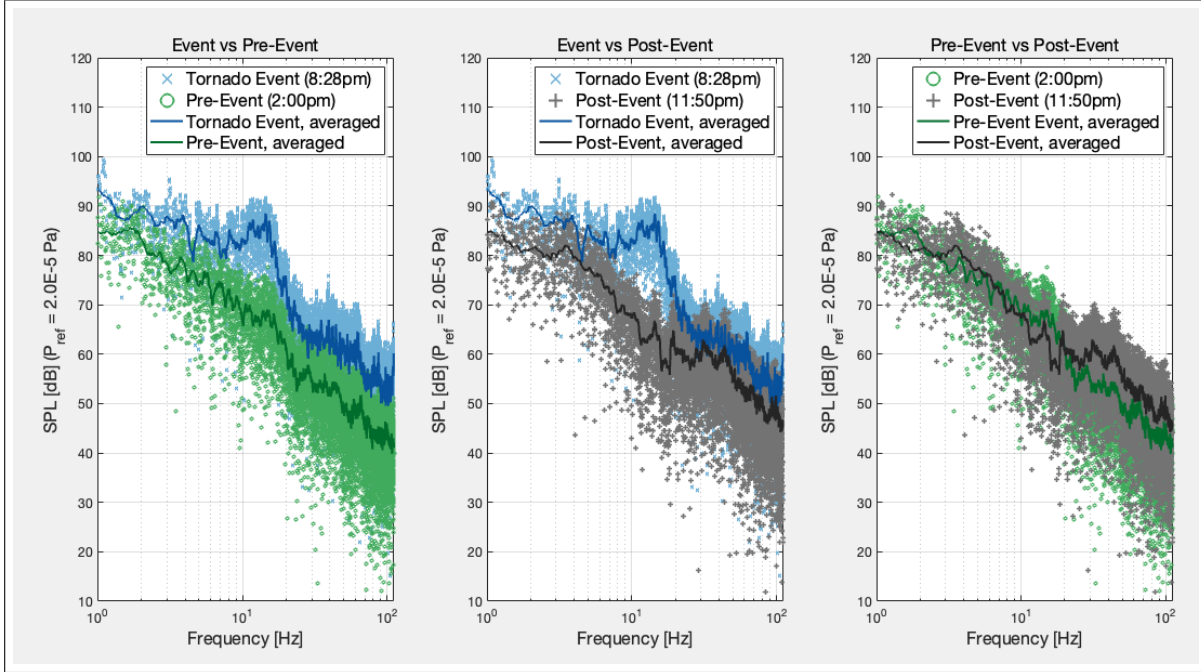 Event vs Pre-Event
120
110
100
90
80
70
60
50
40
30
20
10
SPL [dB] (P_ref = 2.0E-5 Pa)
Tornado Event (8:28pm)
Pre-Event (2:00pm)
Tornado Event, averaged
Pre-Event, averaged
10^0
10^1
10^2
Frequency [Hz]
Event vs Post-Event
120
110
100
90
80
70
60
50
40
30
20
10
SPL [dB] (P_ref = 2.0E-5 Pa)
Tornado Event (8:28pm)
Post-Event (11:50pm)
Tornado Event, averaged
Post-Event, averaged
10^0
10^1
10^2
Frequency [Hz]
Pre-Event vs Post-Event
120
110
100
90
80
70
60
50
40
30
20
10
SPL [dB] (P_ref = 2.0E-5 Pa)
Pre-Event (2:00pm)
Post-Event (11:50pm)
Pre-Event Event, averaged
Post-Event, averaged
10^0
10^1
10^2
Frequency [Hz]